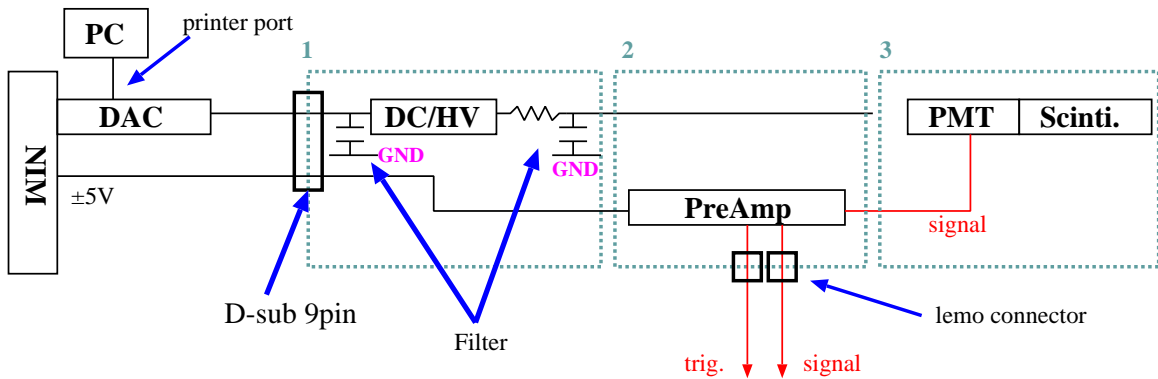 PC
printer port
1
2
3
DAC
DC/HV
PMT
Scinti.
NIM
GND
GND
±5V
PreAmp
signal
D-sub 9pin
Filter
lemo connector
trig.
signal